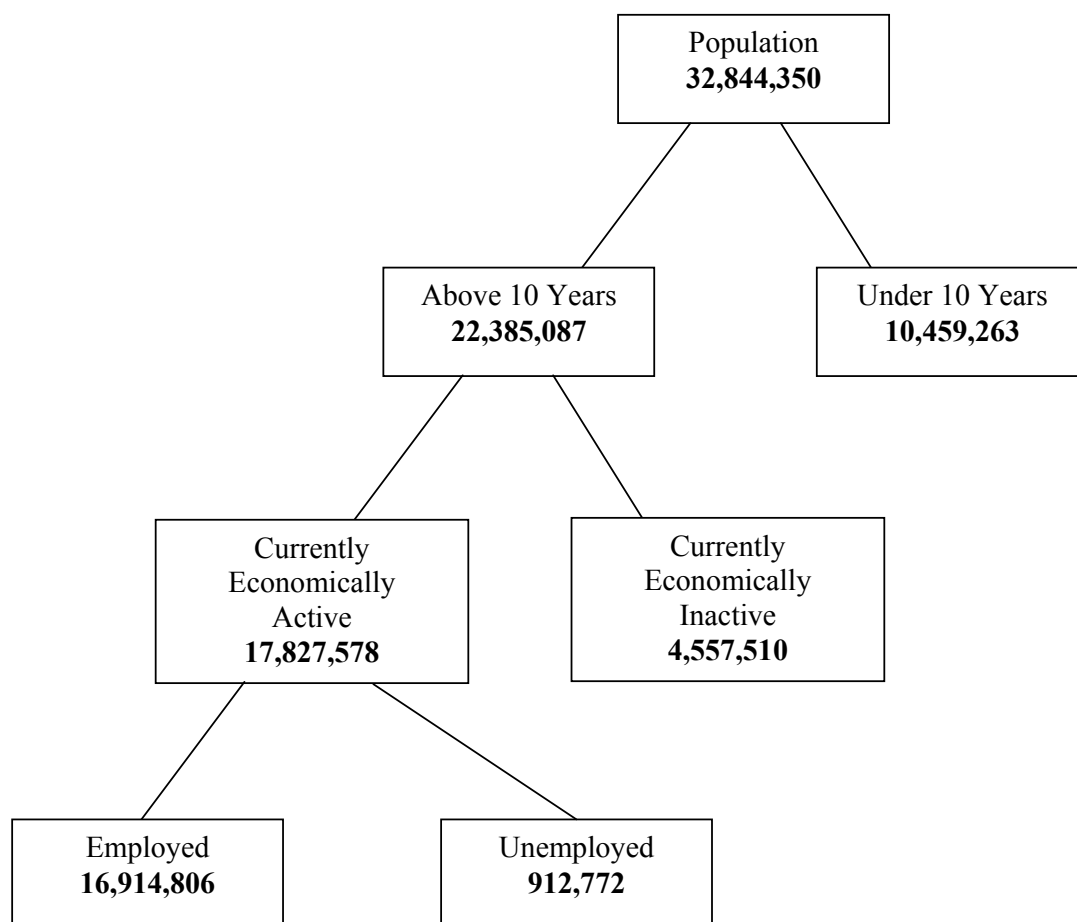 Population
32,844,350
Above 10 Years
22,385,087
Under 10 Years
10,459,263
Currently
Economically
Active
17,827,578
Currently
Economically
Inactive
4,557,510
Employed
16,914,806
Unemployed
912,772